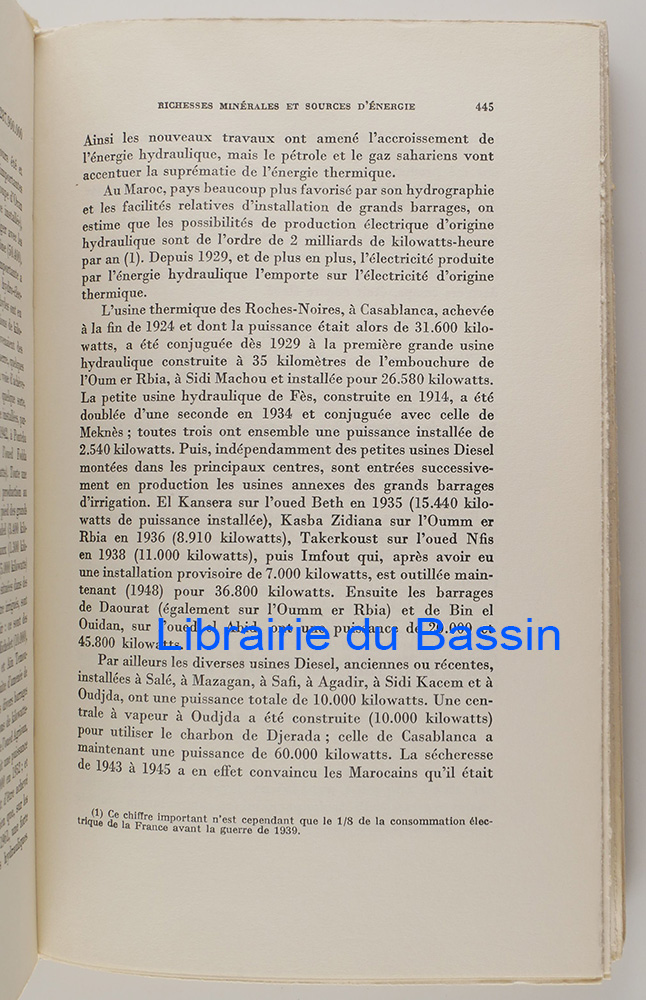 RICHESSES MINÉRALES ET SOURCES D'ÉNERGIE 445
Ainsi les nouveaux travaux ont amené l'accroissement de
l'énergie hydraulique, mais le pétrole et le gaz sahariens vont
accentuer la suprématie de l'énergie thermique.
Au Maroc, pays beaucoup plus favorisé par son hydrographie
et les facilités relatives d'installation de grands barrages, on
estime que les possibilités de production électrique d'origine
hydraulique sont de l'ordre de 2 milliards de kilowatts-heure
par an (1). Depuis 1929, et de plus en plus, l'électricité produite
par l'énergie hydraulique l'emporte sur l'électricité d'origine
thermique.
L'usine thermique des Roches-Noires, à Casablanca, achevée
à la fin de 1924 et dont la puissance était alors de 31.600 kilo-
watts, a été conjuguée dès 1929 à la première grande usine
hydraulique construite à 35 kilomètres de l'embouchure de
l'Oum er Rbia, à Sidi Machou et installée pour 26.580 kilowatts.
La petite usine hydraulique de Fès, construite en 1914, a été
doublée d'une seconde en 1934 et conjuguée avec celle de
Meknès ; toutes trois ont ensemble une puissance installée de
2.540 kilowatts. Puis, indépendamment des petites usines Diesel
montées dans les principaux centres, sont entrées successive-
ment en production les usines annexes des grands barrages
d'irrigation. El Kansera sur l'oued Beth en 1935 (15.440 kilo-
watts de puissance installée), Kasba Zidiana sur l'Oumm er
Rbia en 1936 (8.910 kilowatts), Takerkoust sur l'oued Nfis
en 1938 (11.000 kilowatts), puis Imfout qui, après avoir eu
une installation provisoire de 7.000 kilowatts, est outillée main-
tenant (1948) pour 36.800 kilowatts. Ensuite les barrages
de Daourat (également sur l'Oumm er Rbia) et de Bin el
Ouidan, sur l'oued el Abid, ont une puissance de et
45.800 kilowatts.
Librairie du Bassin
Par ailleurs les diverses usines Diesel, anciennes ou récentes,
installées à Salé, à Mazagan, à Safi, à Agadir, à Sidi Kacem et à
Oudjda, ont une puissance totale de 10.000 kilowatts. Une cen-
trale à vapeur à Oudjda a été construite (10.000 kilowatts)
pour utiliser le charbon de Djerada ; celle de Casablanca a
maintenant une puissance de 60.000 kilowatts. La sécheresse
de 1943 à 1945 a en effet convaincu les Marocains qu'il était
(1) Ce chiffre important n'est cependant que le 1/8 de la consommation élec-
trique de la France avant la guerre de 1939.